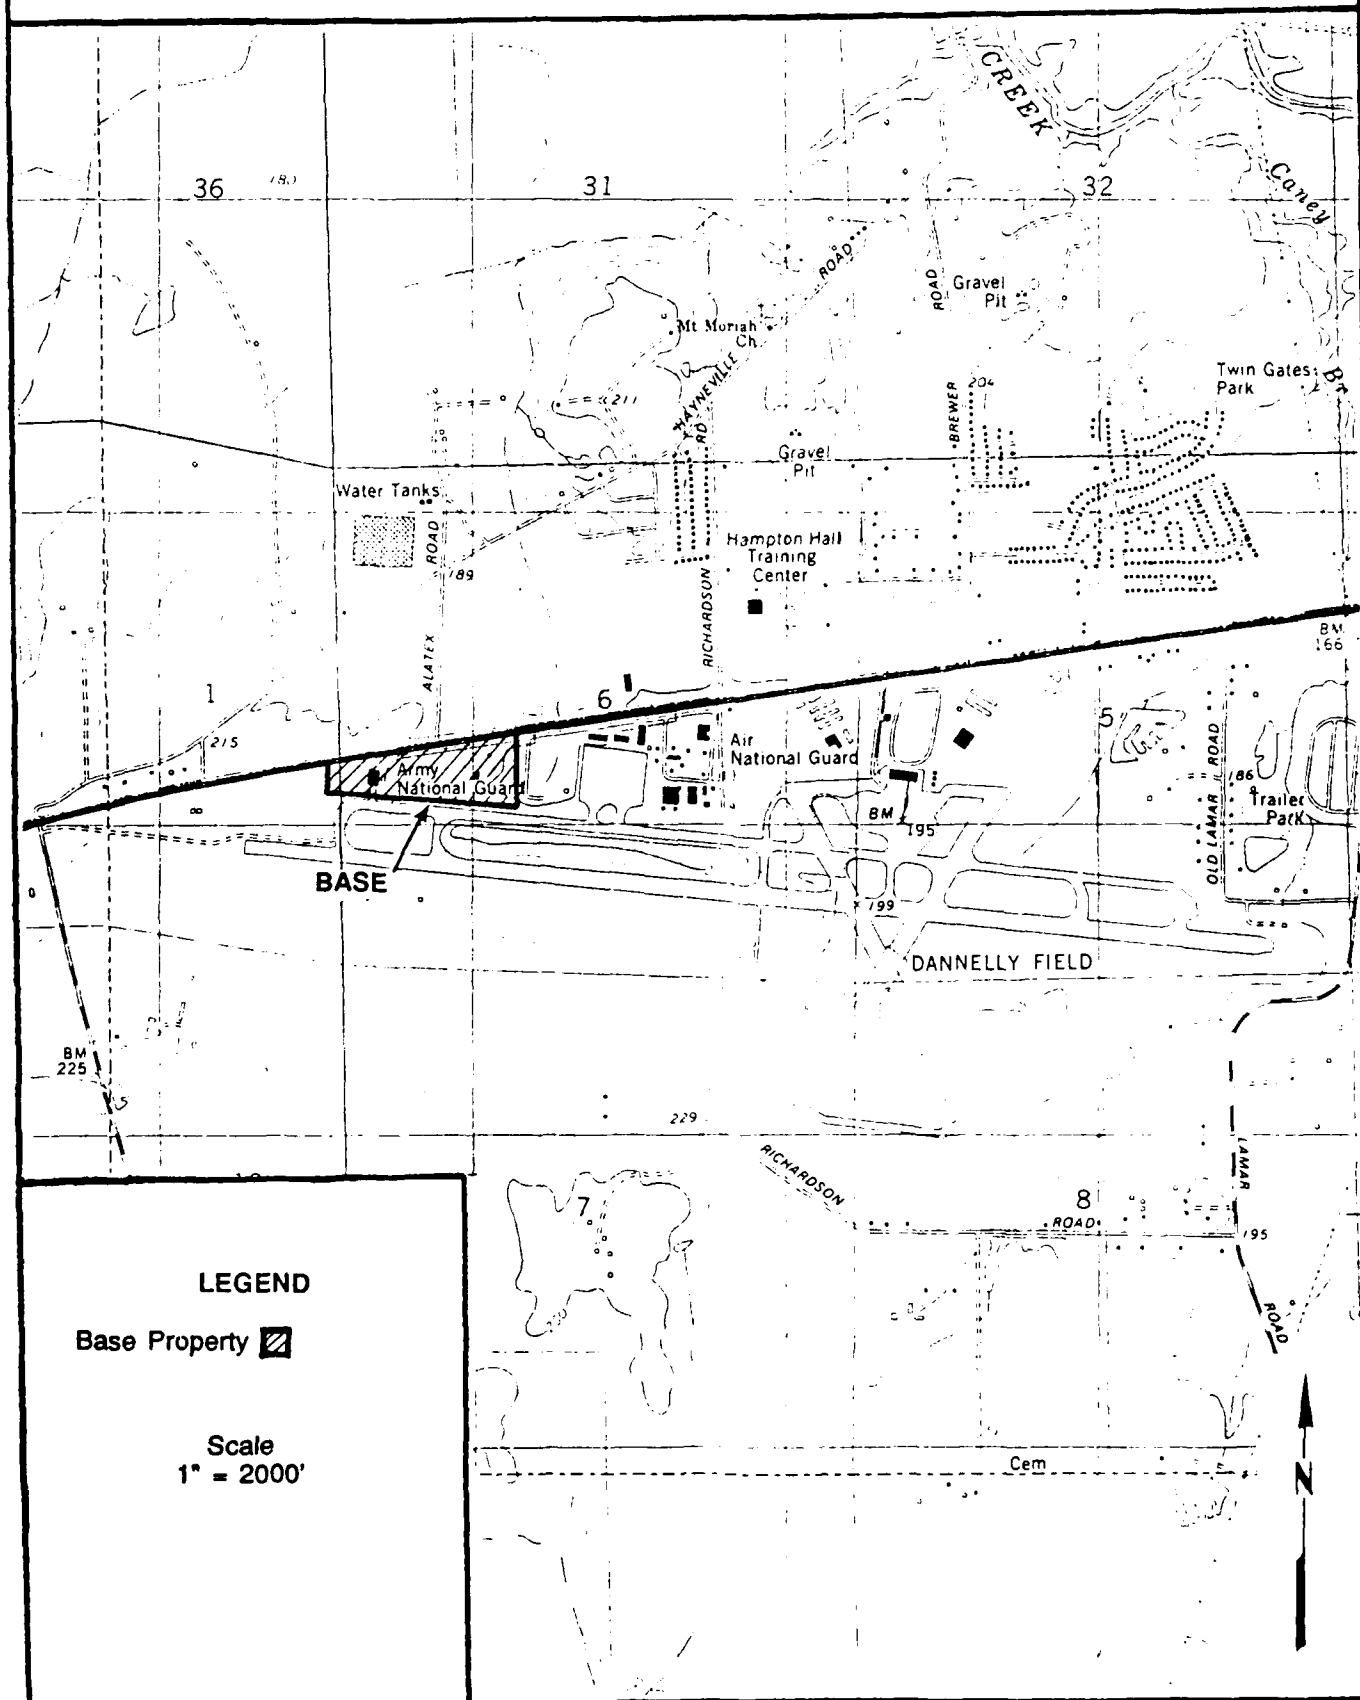 CREEK
Caney
36
180
31
32
ROAD
ROAD
Gravel
Pit
Mt Moriah
Ch
HAYNEVILLE
Twin Gates
Park
Br
211
RD
BREWER
204
Gravel
Pit
Water Tanks
ROAD
189
Hampton Hall
Training
Center
RICHARDSON
BM
166
ALATEX
1
6
5
215
Army
National Guard
Air
National Guard
OLD LAMAR ROAD
186
Trailer
Park
BM
195
BASE
199
DANNELLY FIELD
BM
225
229
RICHARDSON
ROAD
7
8
LAMAR
195
ROAD
LEGEND
Base Property
Scale
1" = 2000'
Cem
N